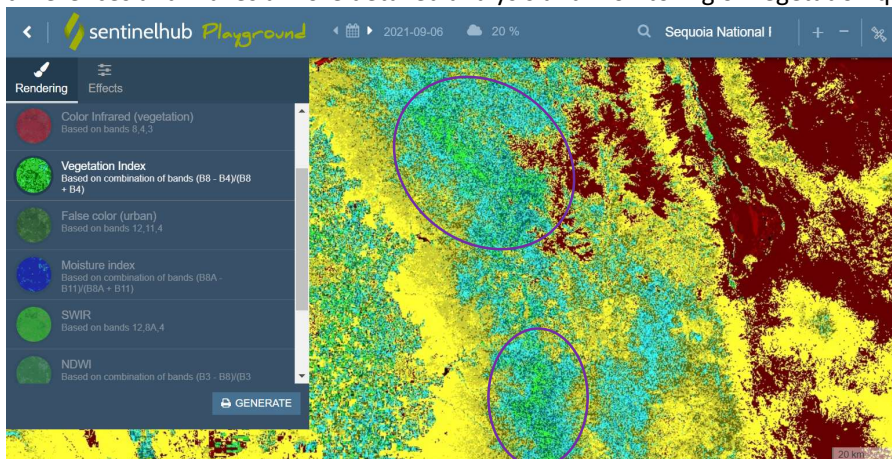 sentinelhub Playground 2021-09-06 20 % Sequoia National
Rendering Effects
Color Infrared (vegetation)
Based on bands 8,4,3
Vegetation Index
Based on combination of bands (B8 - B4)/(B8
+ B4)
False color (urban)
Based on bands 12,11,4
Moisture index
Based on combination of bands (B8A -
B11)/(B8A + B11)
SWIR
Based on bands 12,8A,4
NDWI
Based on combination of bands (B3 - B8)/(B3
GENERATE
20 km